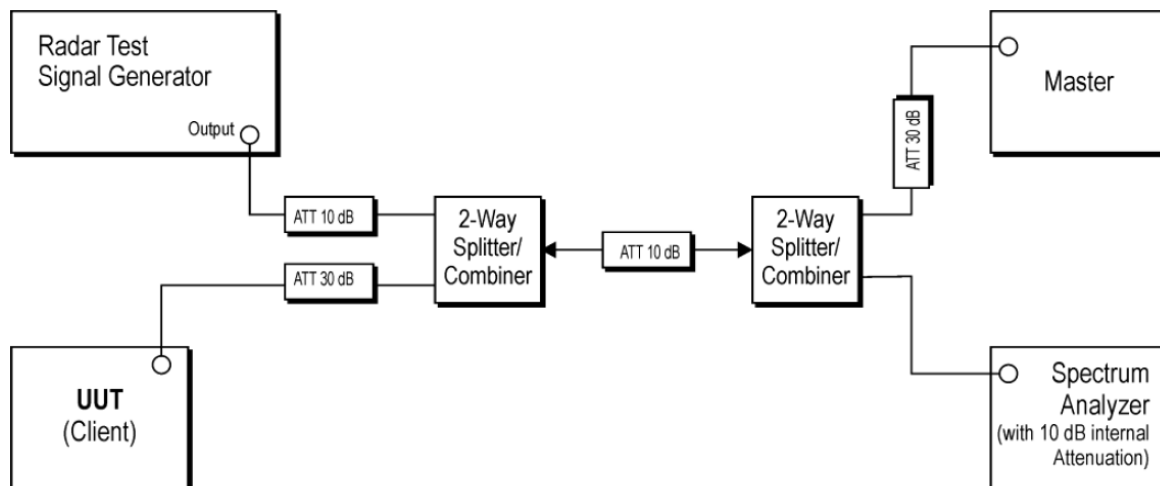 Radar Test
Signal Generator
Output
ATT 10 dB
ATT 30 dB
UUT
(Client)
2-Way
Splitter/
Combiner
ATT 10 dB
2-Way
Splitter/
Combiner
ATT 30 dB
Master
Spectrum
Analyzer
(with 10 dB internal
Attenuation)